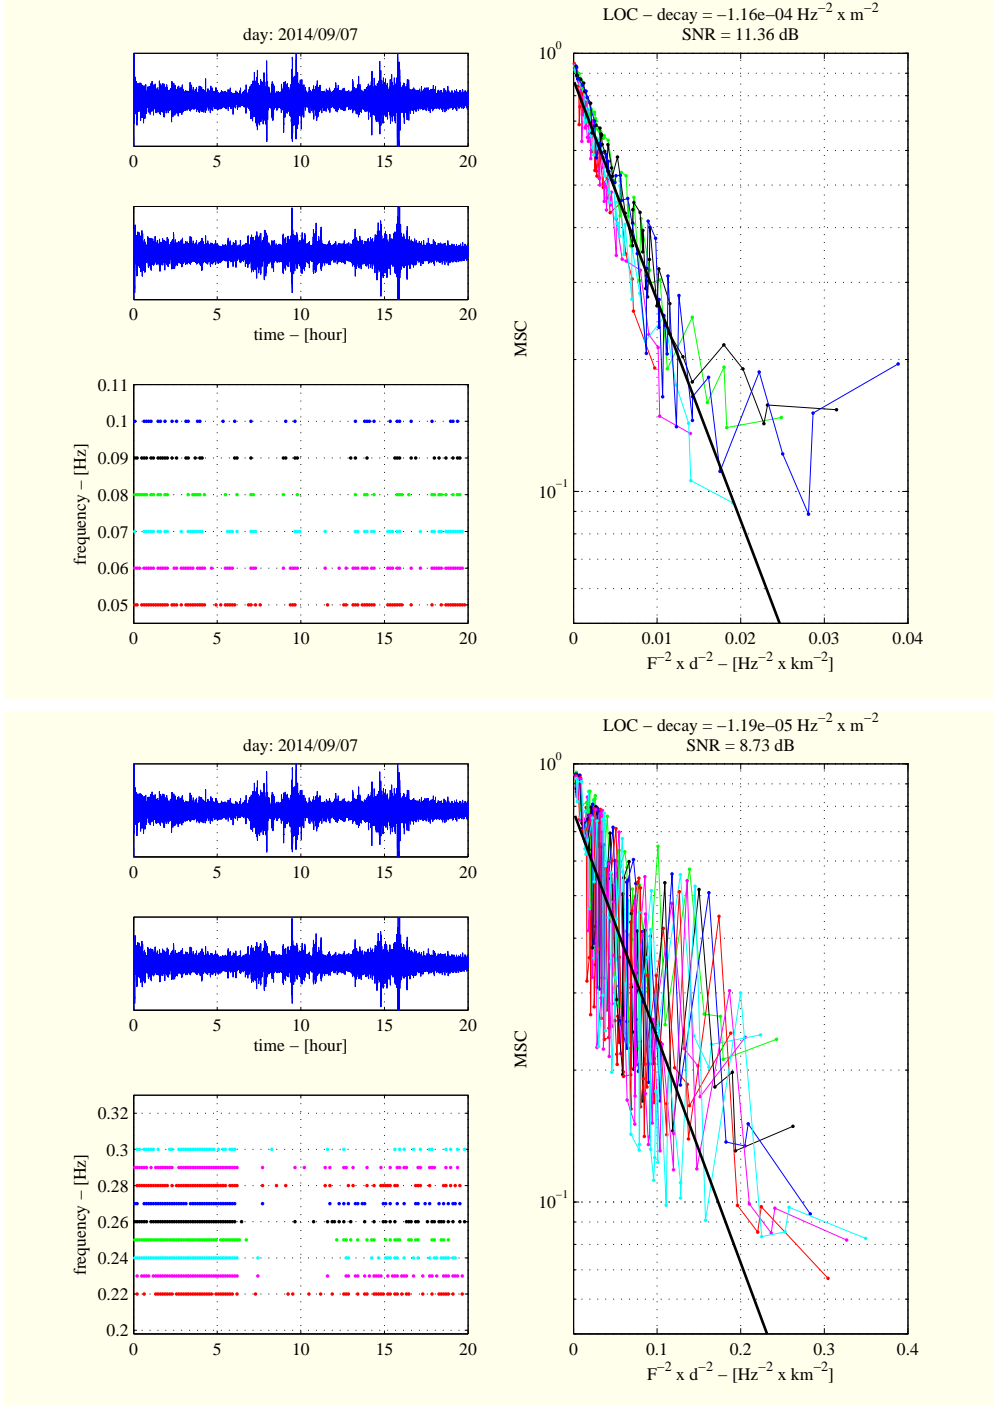 day: 2014/09/07
0 5 10 15 20
0 5 10 15 20
time – [hour]
0.11
0.1
0.09
0.08
0.07
0.06
0.05
frequency – [Hz]
0 5 10 15 20
LOC – decay = –1.16e–04 Hz⁻² x m⁻²
SNR = 11.36 dB
10⁰
10⁻¹
MSC
0 0.01 0.02 0.03 0.04
F⁻² x d⁻² – [Hz⁻² x km⁻²]
day: 2014/09/07
0 5 10 15 20
0 5 10 15 20
time – [hour]
0.32
0.3
0.28
0.26
0.24
0.22
0.2
frequency – [Hz]
0 5 10 15 20
LOC – decay = –1.19e–05 Hz⁻² x m⁻²
SNR = 8.73 dB
10⁰
10⁻¹
MSC
0 0.1 0.2 0.3 0.4
F⁻² x d⁻² – [Hz⁻² x km⁻²]